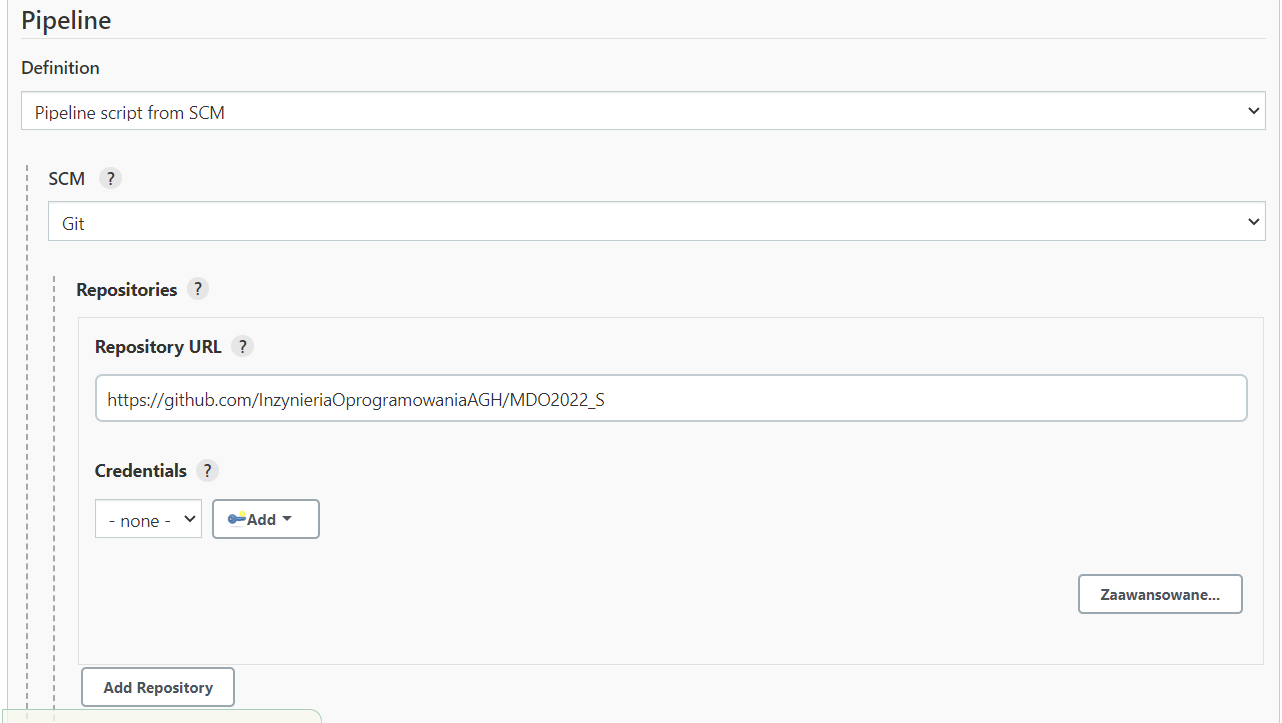 Pipeline
Definition
Pipeline script from SCM
SCM ?
Git
Repositories ?
Repository URL ?
https://github.com/InzynieriaOprogramowaniaAGH/MDO2022_S
Credentials ?
- none - Add
Zaawansowane...
Add Repository